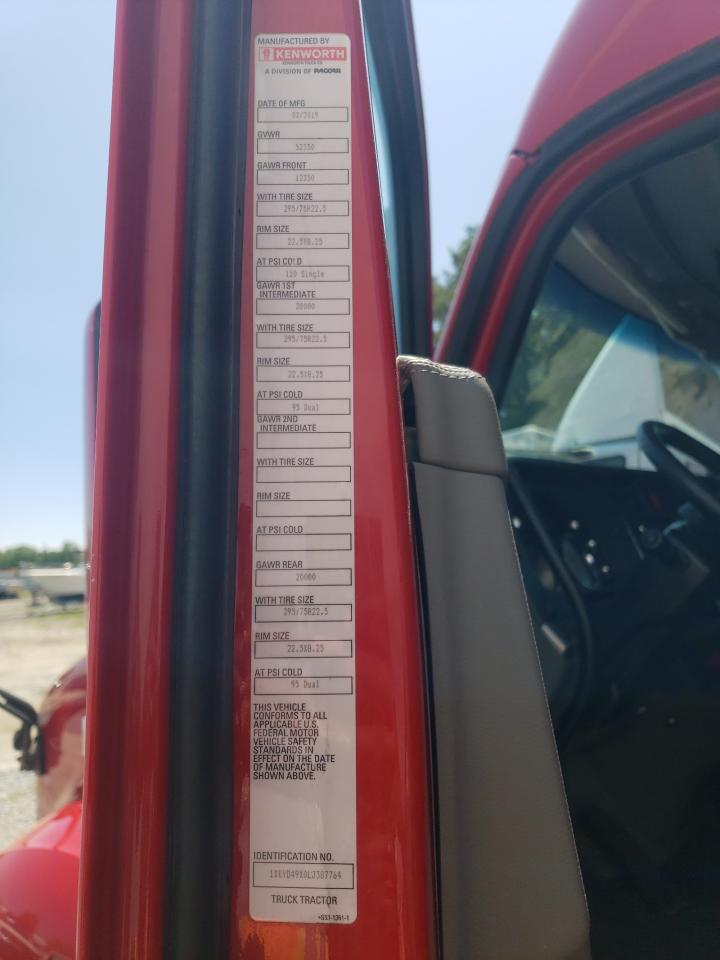 MANUFACTURED BY
KENWORTH
KENWORTH TRUCK CO.
A DIVISION OF PACCAR
DATE OF MFG
02/2019
GVWR
52350
GAWR FRONT
12350
WITH TIRE SIZE
295/75R22.5
RIM SIZE
22.5X8.25
AT PSI COLD
110 Single
GAWR 1ST
INTERMEDIATE
20000
WITH TIRE SIZE
295/75R22.5
RIM SIZE
22.5X8.25
AT PSI COLD
95 Dual
GAWR 2ND
INTERMEDIATE
WITH TIRE SIZE
RIM SIZE
AT PSI COLD
GAWR REAR
20000
WITH TIRE SIZE
295/75R22.5
RIM SIZE
22.5X8.25
AT PSI COLD
95 Dual
THIS VEHICLE
CONFORMS TO ALL
APPLICABLE U.S.
FEDERAL MOTOR
VEHICLE SAFETY
STANDARDS IN
EFFECT ON THE DATE
OF MANUFACTURE
SHOWN ABOVE.
IDENTIFICATION NO.
1XKYD49X0LJ387764
TRUCK TRACTOR